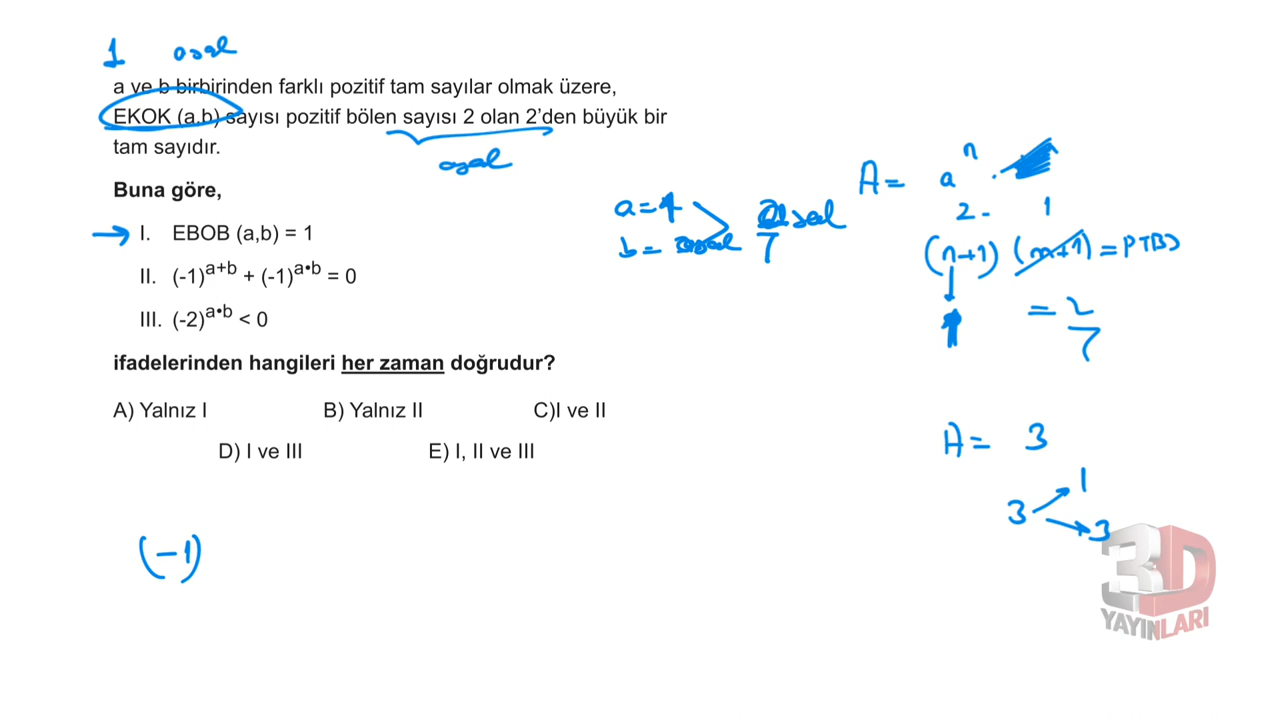 1 asal
a ve b birbirinden farklı pozitif tam sayılar olmak üzere,
EKOK (a,b) sayısı pozitif bölen sayısı 2 olan 2'den büyük bir
tam sayıdır.
asal
Buna göre,
I. EBOB (a,b) = 1
II. (-1)^{a+b} + (-1)^{a•b} = 0
III. (-2)^{a•b} < 0
ifadelerinden hangileri her zaman doğrudur?
A) Yalnız I B) Yalnız II C)I ve II
D) I ve III E) I, II ve III
(-1)
a=1 asal
b= asal 7
A= a^n .
2 - 1
(n+1) (m+1) = PTBS
1 = 2
7
A= 3
3 1
3
3D
YAYINLARI